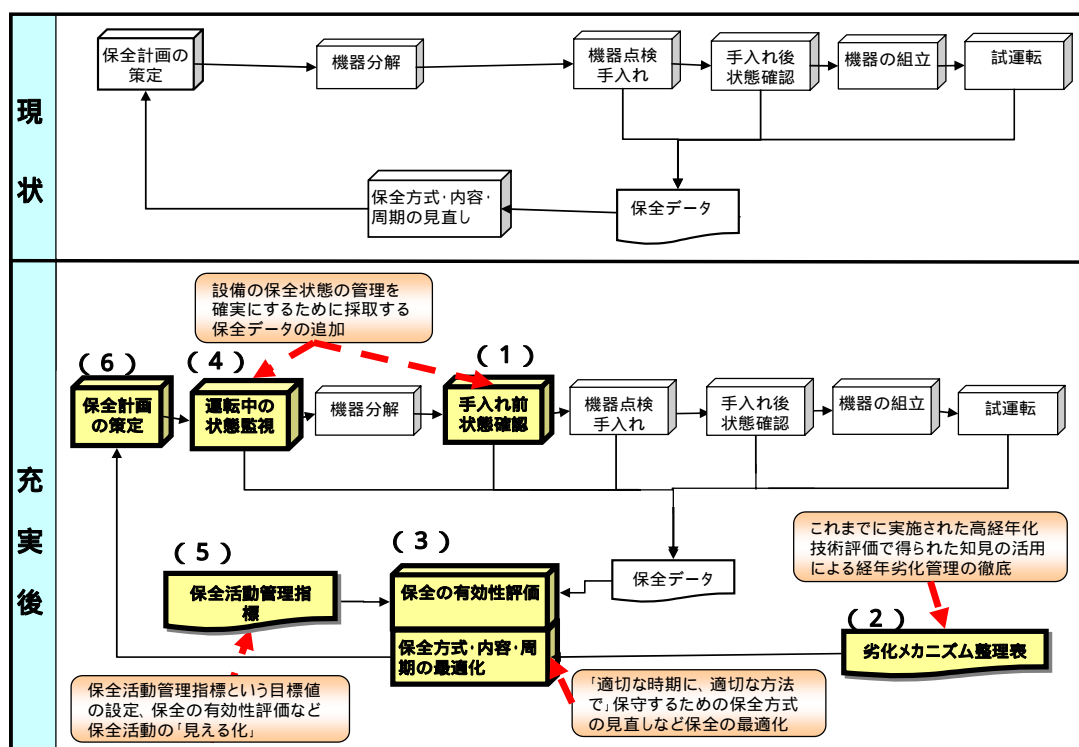 現
状
保全計画の
策定
機器分解
機器点検
手入れ
手入れ後
状態確認
機器の組立
試運転
保全方式・内容・
周期の見直し
保全データ
充
実
後
設備の保全状態の管理を
確実にするために採取する
保全データの追加
(6)
保全計画
の策定
(4)
運転中の
状態監視
機器分解
(1)
手入れ前
状態確認
機器点検
手入れ
手入れ後
状態確認
機器の組立
試運転
(5)
保全活動管理指
標
(3)
保全の有効性評価
保全方式・内容・周
期の最適化
保全データ
これまでに実施された高経年化
技術評価で得られた知見の活用
による経年劣化管理の徹底
(2)
劣化メカニズム整理表
保全活動管理指標という目標値
の設定、保全の有効性評価など
保全活動の「見える化」
「適切な時期に、適切な方法
で」保守するための保全方式
の見直しなど保全の最適化